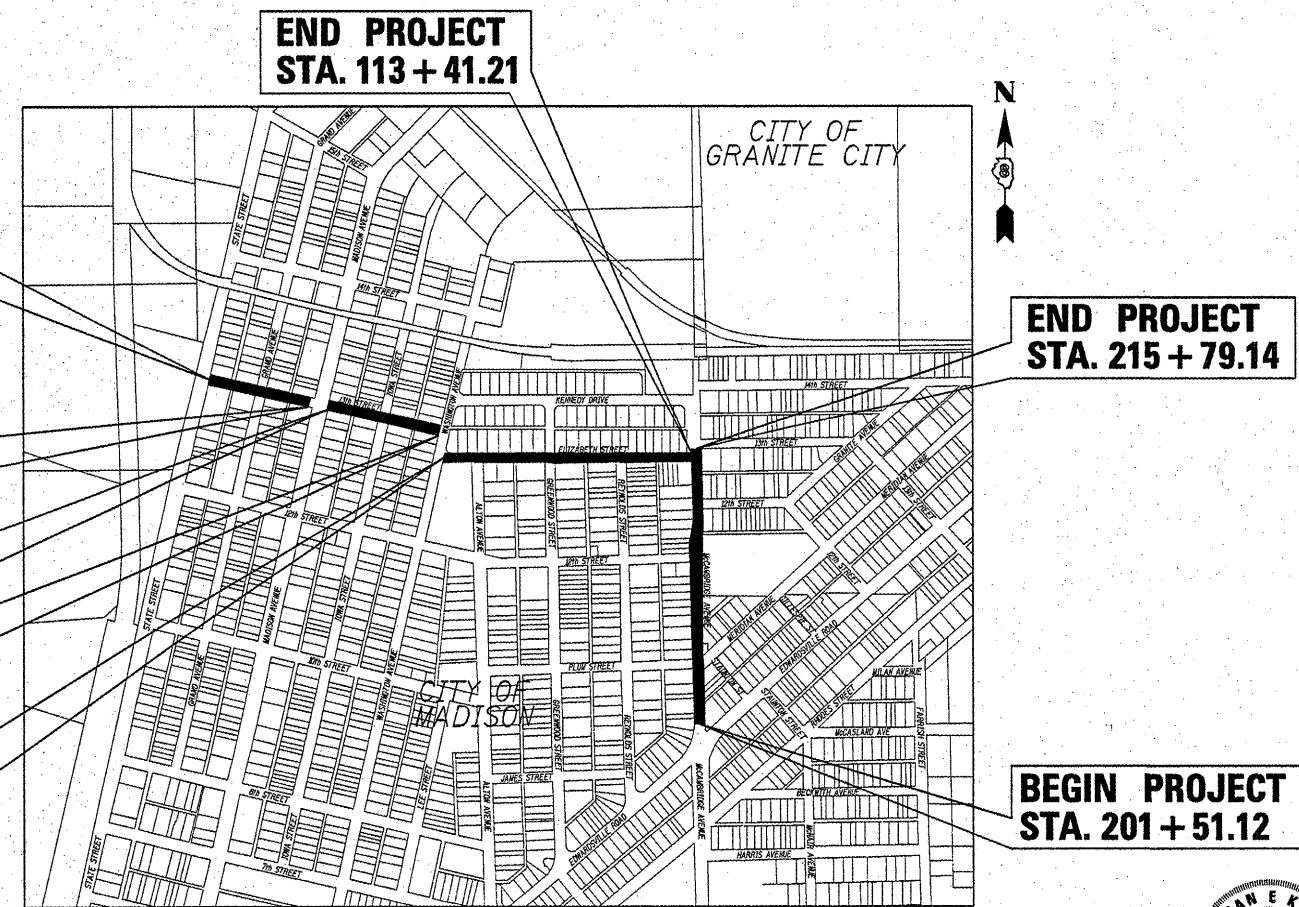 END PROJECT
STA. 113+41.21
N
CITY OF
GRANITE CITY
GRAND AVENUE
15th STREET
STATE STREET
MADISON AVENUE
14th STREET
END PROJECT
STA. 215+79.14
GRAND AVENUE
IOWA STREET
WASHINGTON AVENUE
14th STREET
KENNEDY DRIVE
13th STREET
GRANITE AVENUE
13th STREET
ELIZABETH STREET
MERIDIAN AVENUE
13th STREET
ALTON AVENUE
GREENWOOD STREET
REYNOLDS STREET
12th STREET
12th STREET
12th STREET
MCCAMBRIDGE AVENUE
12th STREET
STATE STREET
MADISON AVENUE
IOWA STREET
MERIDIAN AVENUE
EDWARDSVILLE ROAD
10th STREET
PLUM STREET
STAUNTON STREET
RHODES STREET
MILAN AVENUE
GRAND AVENUE
WASHINGTON AVENUE
CITY OF
MADISON
GREENWOOD STREET
REYNOLDS STREET
McCASLAND AVE
FARRISH STREET
LEE STREET
ALTON AVENUE
JAMES STREET
MCCAMBRIDGE AVENUE
BEGIN PROJECT
STA. 201+51.12
8th STREET
BECKWITH AVENUE
EDWARDSVILLE ROAD
STATE STREET
IOWA STREET
7th STREET
HARRIS AVENUE
AN E K